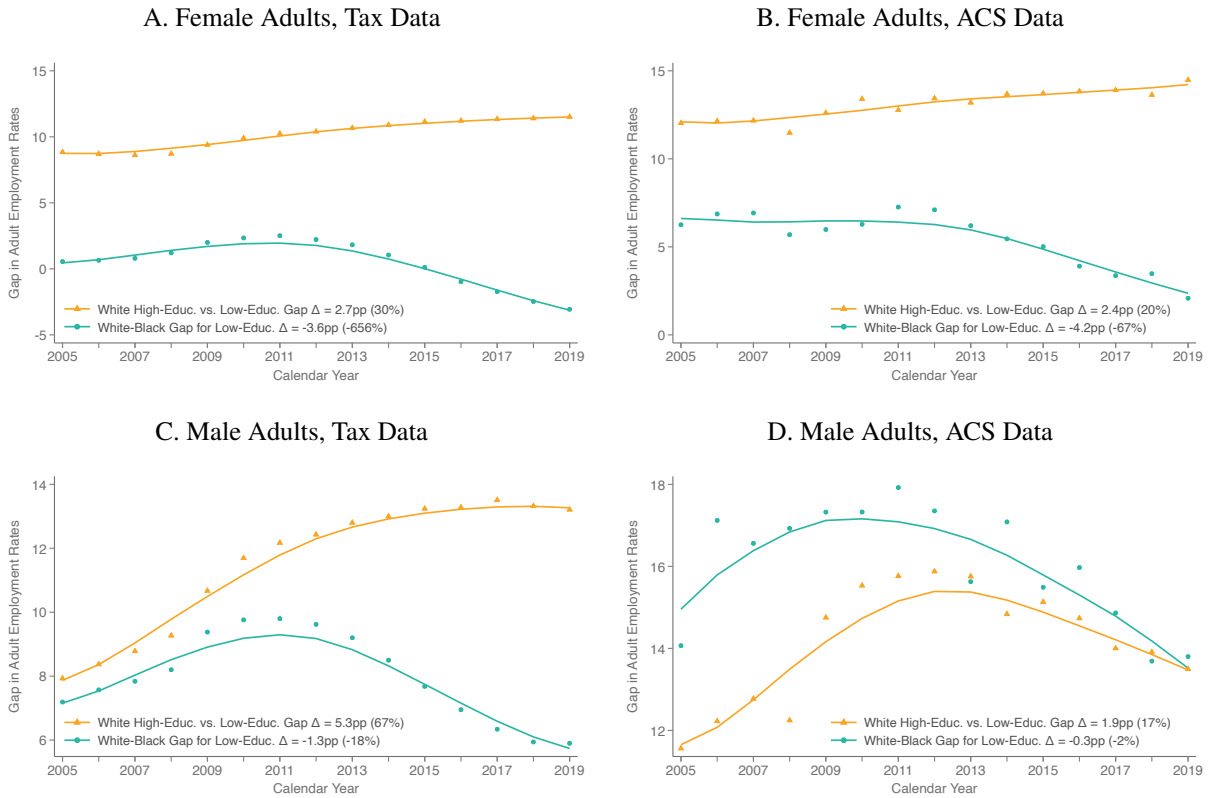 A. Female Adults, Tax Data
Gap in Adult Employment Rates
15
10
5
0
-5
White High-Educ. vs. Low-Educ. Gap Δ = 2.7pp (30%)
White-Black Gap for Low-Educ. Δ = -3.6pp (-656%)
2005 2007 2009 2011 2013 2015 2017 2019
Calendar Year
B. Female Adults, ACS Data
Gap in Adult Employment Rates
15
10
5
0
White High-Educ. vs. Low-Educ. Gap Δ = 2.4pp (20%)
White-Black Gap for Low-Educ. Δ = -4.2pp (-67%)
2005 2007 2009 2011 2013 2015 2017 2019
Calendar Year
C. Male Adults, Tax Data
Gap in Adult Employment Rates
14
12
10
8
6
White High-Educ. vs. Low-Educ. Gap Δ = 5.3pp (67%)
White-Black Gap for Low-Educ. Δ = -1.3pp (-18%)
2005 2007 2009 2011 2013 2015 2017 2019
Calendar Year
D. Male Adults, ACS Data
Gap in Adult Employment Rates
18
16
14
12
White High-Educ. vs. Low-Educ. Gap Δ = 1.9pp (17%)
White-Black Gap for Low-Educ. Δ = -0.3pp (-2%)
2005 2007 2009 2011 2013 2015 2017 2019
Calendar Year